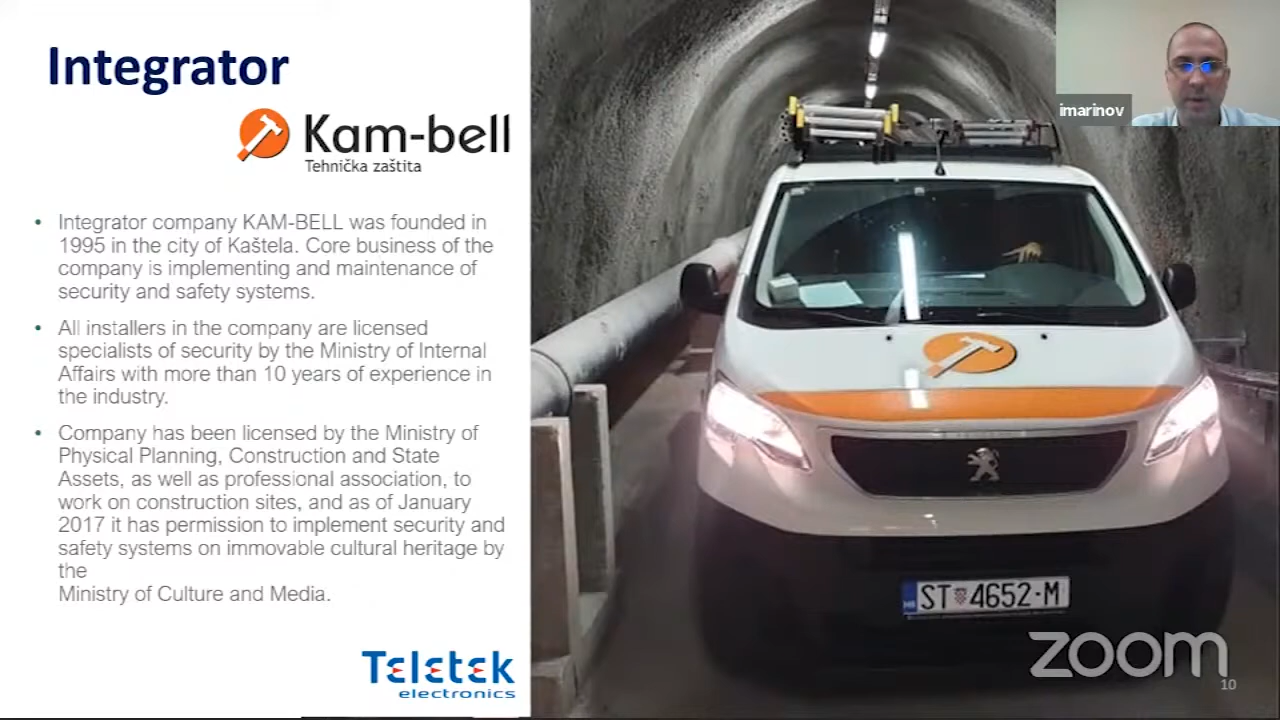 Integrator
Kam-bell
Tehnička zaštita
• Integrator company KAM-BELL was founded in
1995 in the city of Kaštela. Core business of the
company is implementing and maintenance of
security and safety systems.
• All installers in the company are licensed
specialists of security by the Ministry of Internal
Affairs with more than 10 years of experience in
the industry.
• Company has been licensed by the Ministry of
Physical Planning, Construction and State
Assets, as well as professional association, to
work on construction sites, and as of January
2017 it has permission to implement security and
safety systems on immovable cultural heritage by
the
Ministry of Culture and Media.
Teletek
electronics
imarinov
ST 4652-M
zoom
10